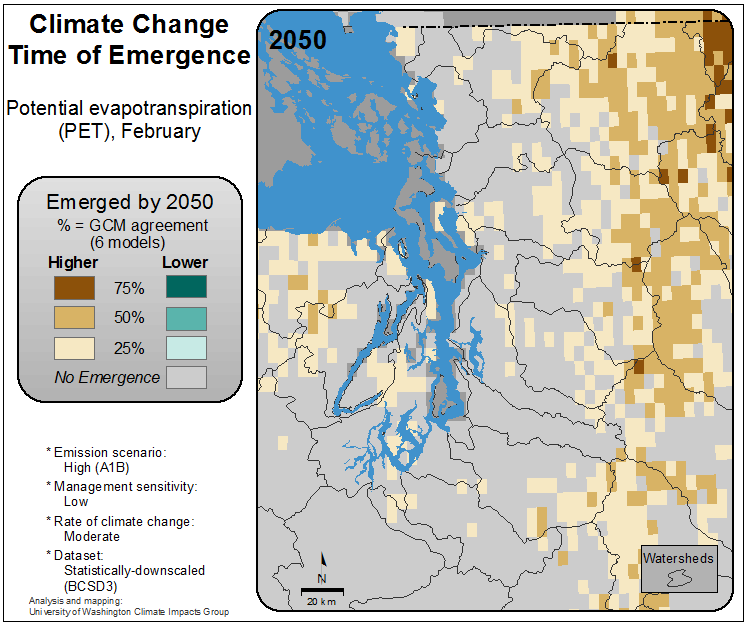 Climate Change
Time of Emergence
Potential evapotranspiration
(PET), February
Emerged by 2050
% = GCM agreement
(6 models)
Higher Lower
75%
50%
25%
No Emergence
* Emission scenario:
High (A1B)
* Management sensitivity:
Low
* Rate of climate change:
Moderate
* Dataset:
Statistically-downscaled
(BCSD3)
Analysis and mapping:
University of Washington Climate Impacts Group
2050
N
20 km
Watersheds